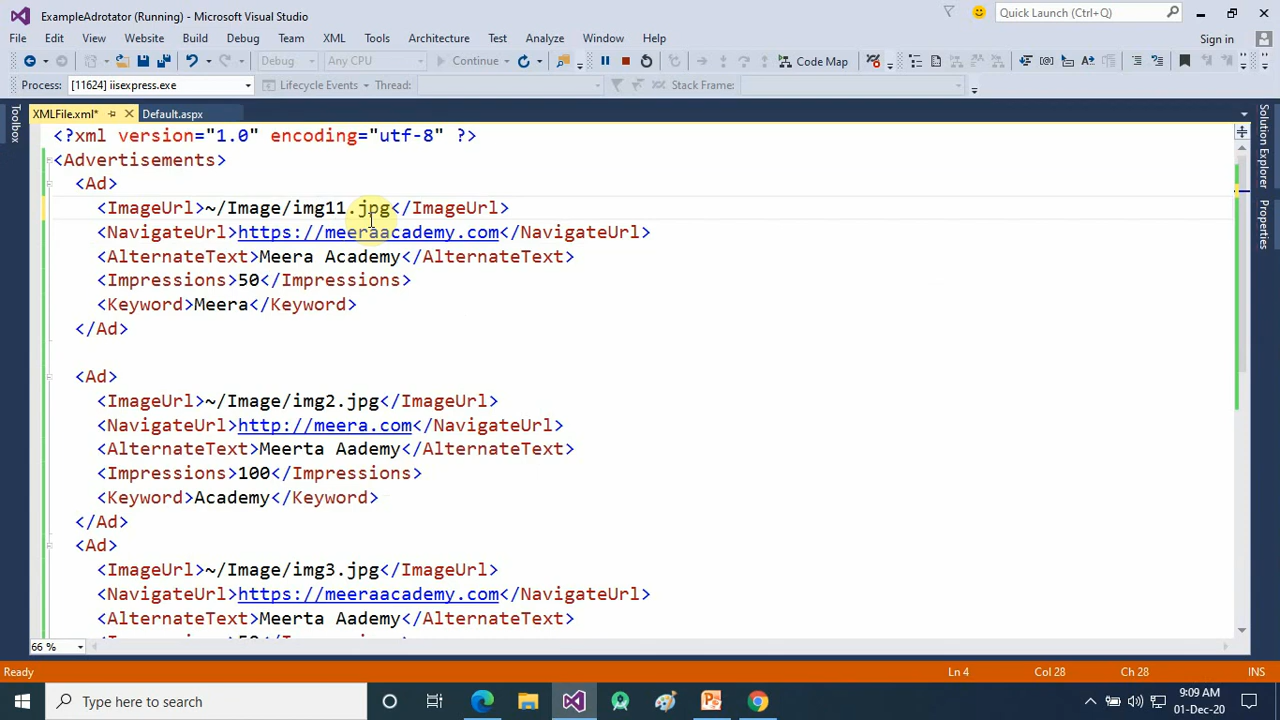 ExampleAdrotator (Running) - Microsoft Visual Studio
Quick Launch (Ctrl+Q)
File Edit View Website Build Debug Team XML Tools Architecture Test Analyze Window Help
Sign in
Debug Any CPU Continue Code Map
Process: [11624] iisexpress.exe Lifecycle Events Thread: Stack Frame:
XMLFile.xml* Default.aspx
Toolbox
Solution Explorer
Properties
<?xml version="1.0" encoding="utf-8" ?>
<Advertisements>
<Ad>
<ImageUrl>~/Image/img11.jpg</ImageUrl>
<NavigateUrl>https://meeraacademy.com</NavigateUrl>
<AlternateText>Meera Academy</AlternateText>
<Impressions>50</Impressions>
<Keyword>Meera</Keyword>
</Ad>
<Ad>
<ImageUrl>~/Image/img2.jpg</ImageUrl>
<NavigateUrl>http://meera.com</NavigateUrl>
<AlternateText>Meerta Aademy</AlternateText>
<Impressions>100</Impressions>
<Keyword>Academy</Keyword>
</Ad>
<Ad>
<ImageUrl>~/Image/img3.jpg</ImageUrl>
<NavigateUrl>https://meeraacademy.com</NavigateUrl>
<AlternateText>Meerta Aademy</AlternateText>
66 %
Ready Ln 4 Col 28 Ch 28 INS
Type here to search
9:09 AM
01-Dec-20